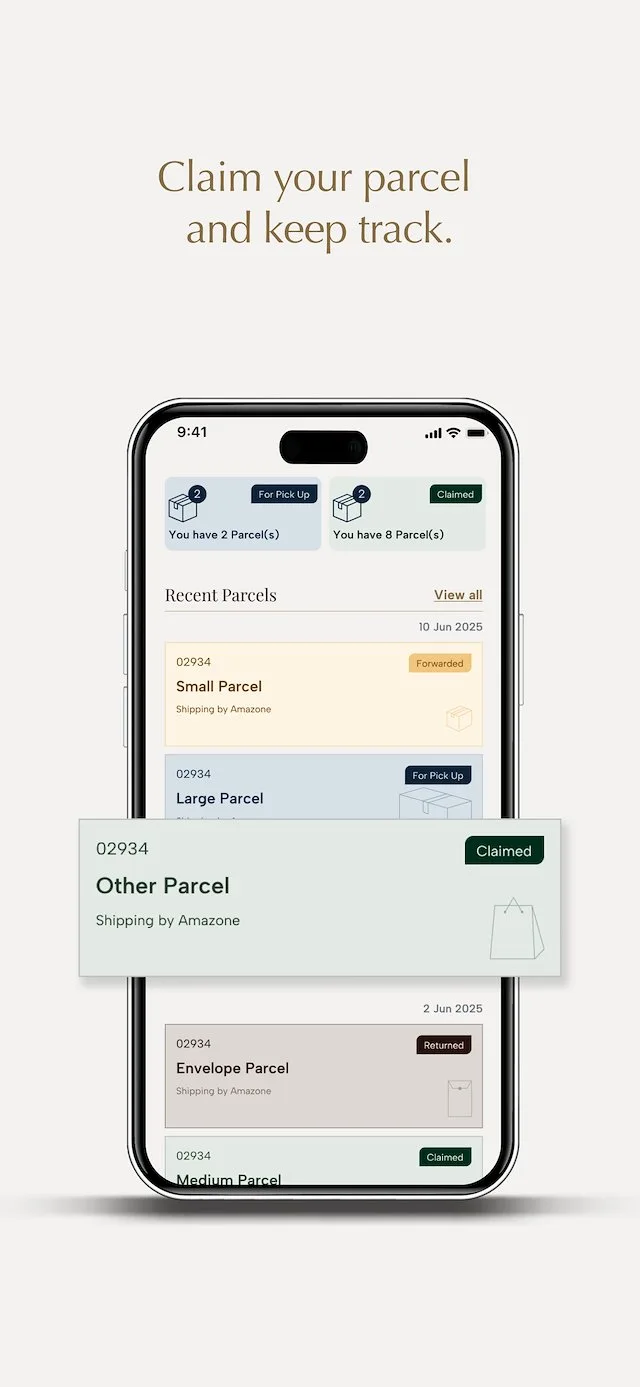 Claim your parcel
and keep track.
9:41
2
For Pick Up
You have 2 Parcel(s)
2
Claimed
You have 8 Parcel(s)
Recent Parcels
View all
10 Jun 2025
02934
Forwarded
Small Parcel
Shipping by Amazone
02934
For Pick Up
Large Parcel
02934
Claimed
Other Parcel
Shipping by Amazone
2 Jun 2025
02934
Returned
Envelope Parcel
Shipping by Amazone
02934
Claimed
Medium Parcel